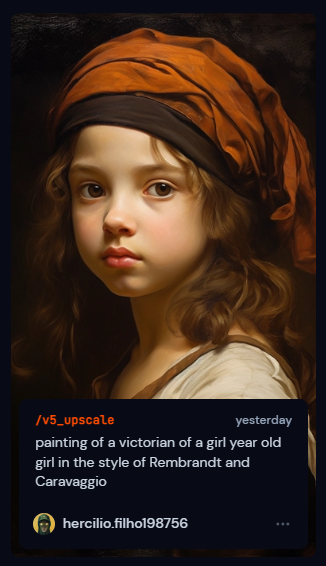 /v5_upscale yesterday
painting of a victorian of a girl year old
girl in the style of Rembrandt and
Caravaggio
hercilio.filho198756